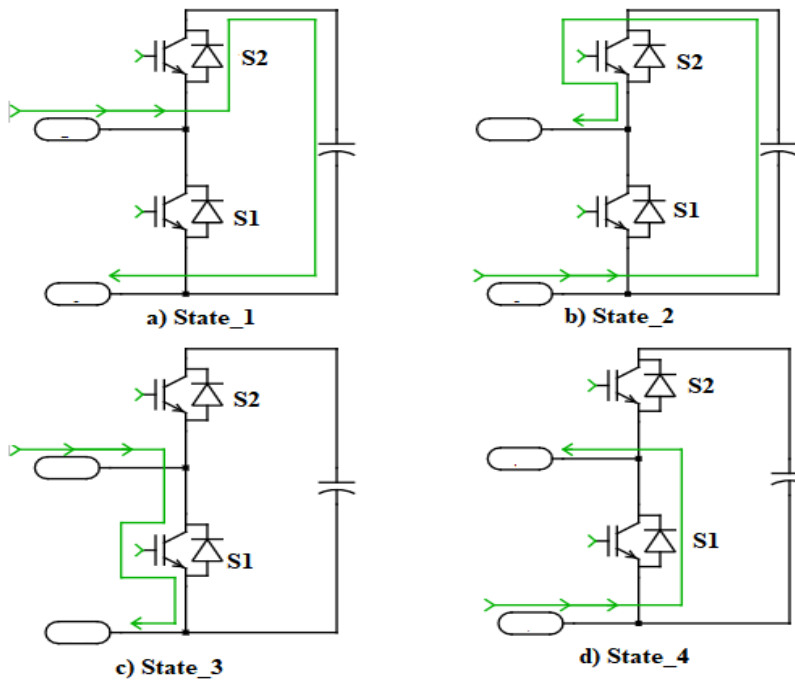 S2
S1
a) State_1
S2
S1
b) State_2
S2
S1
c) State_3
S2
S1
d) State_4